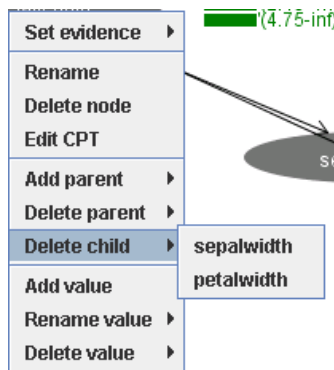 '(4.75-inf)
Set evidence
Rename
Delete node
Edit CPT
Add parent
Delete parent
Delete child
sepalwidth
petalwidth
Add value
Rename value
Delete value
se